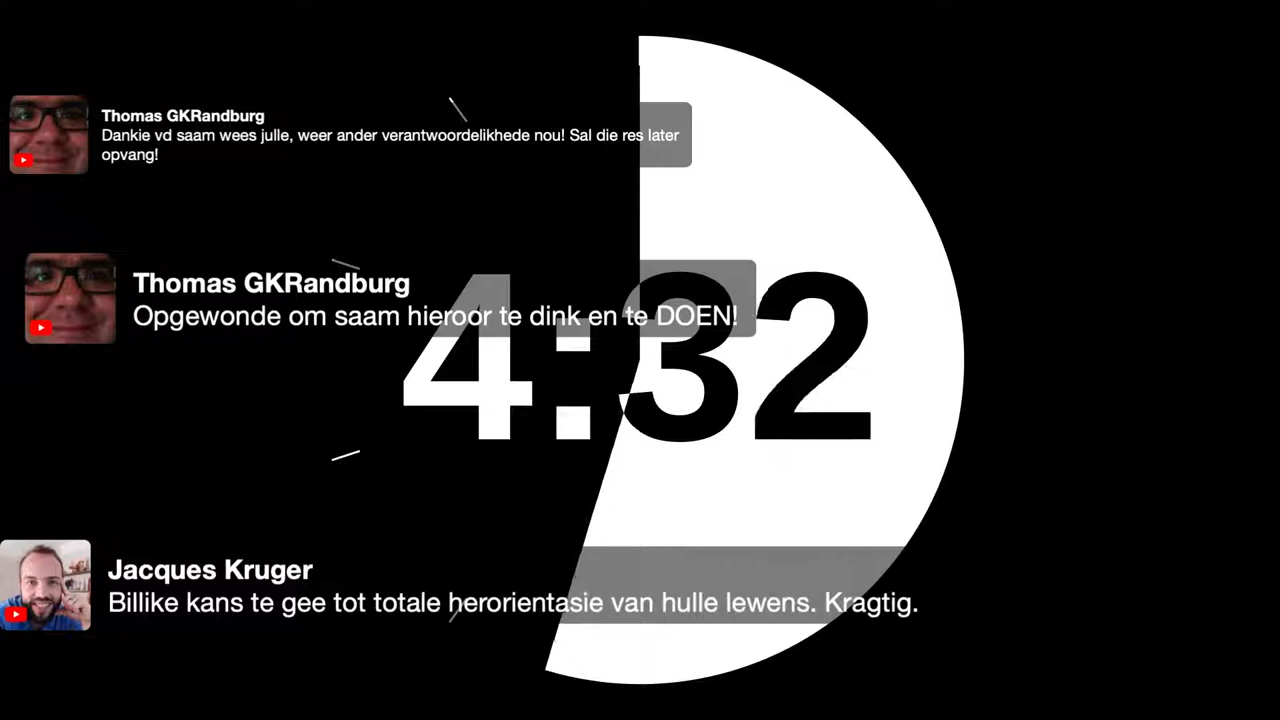 Thomas GKRandburg
Dankie vd saam wees julle, weer ander verantwoordelikhede nou! Sal die res later
opvang!
Thomas GKRandburg
Opgewonde om saam hieroor te dink en te DOEN!
4:32
Jacques Kruger
Billike kans te gee tot totale herorientasie van hulle lewens. Kragtig.